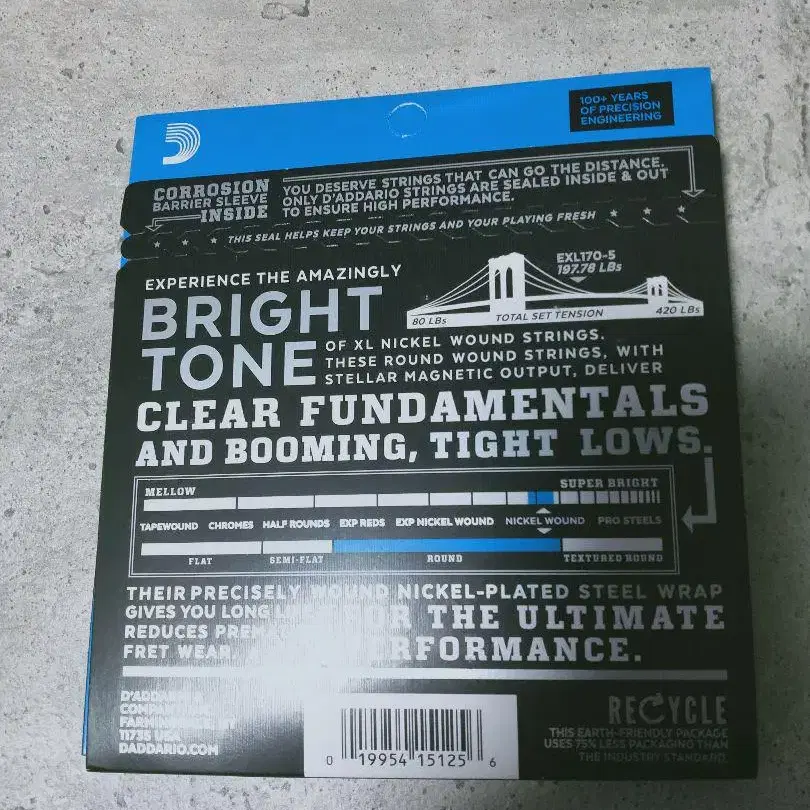 100+ YEARS
OF PRECISION
ENGINEERING
CORROSION
BARRIER SLEEVE
INSIDE
YOU DESERVE STRINGS THAT CAN GO THE DISTANCE.
ONLY D'ADDARIO STRINGS ARE SEALED INSIDE & OUT
TO ENSURE HIGH PERFORMANCE.
THIS SEAL HELPS KEEP YOUR STRINGS AND YOUR PLAYING FRESH
EXL170-5
197.78 LBs
80 LBs
TOTAL SET TENSION
420 LBs
EXPERIENCE THE AMAZINGLY
BRIGHT
TONE
OF XL NICKEL WOUND STRINGS.
THESE ROUND WOUND STRINGS, WITH
STELLAR MAGNETIC OUTPUT, DELIVER
CLEAR FUNDAMENTALS
AND BOOMING, TIGHT LOWS.
MELLOW
SUPER BRIGHT
TAPEWOUND CHROMES HALF ROUNDS EXP REDS EXP NICKEL WOUND NICKEL WOUND PRO STEELS
FLAT SEMI-FLAT ROUND TEXTURED ROUND
THEIR PRECISELY WOUND NICKEL-PLATED STEEL WRAP
GIVES YOU LONG
REDUCES
FRET WEAR
FOR THE ULTIMATE
PERFORMANCE.
D'ADDARIO &
COMPANY
FARMINGDALE, NY
11735 USA
DADDARIO.COM
0 19954 15125 6
RECYCLE
THIS EARTH-FRIENDLY PACKAGE
USES 75% LESS PACKAGING THAN
THE INDUSTRY STANDARD.